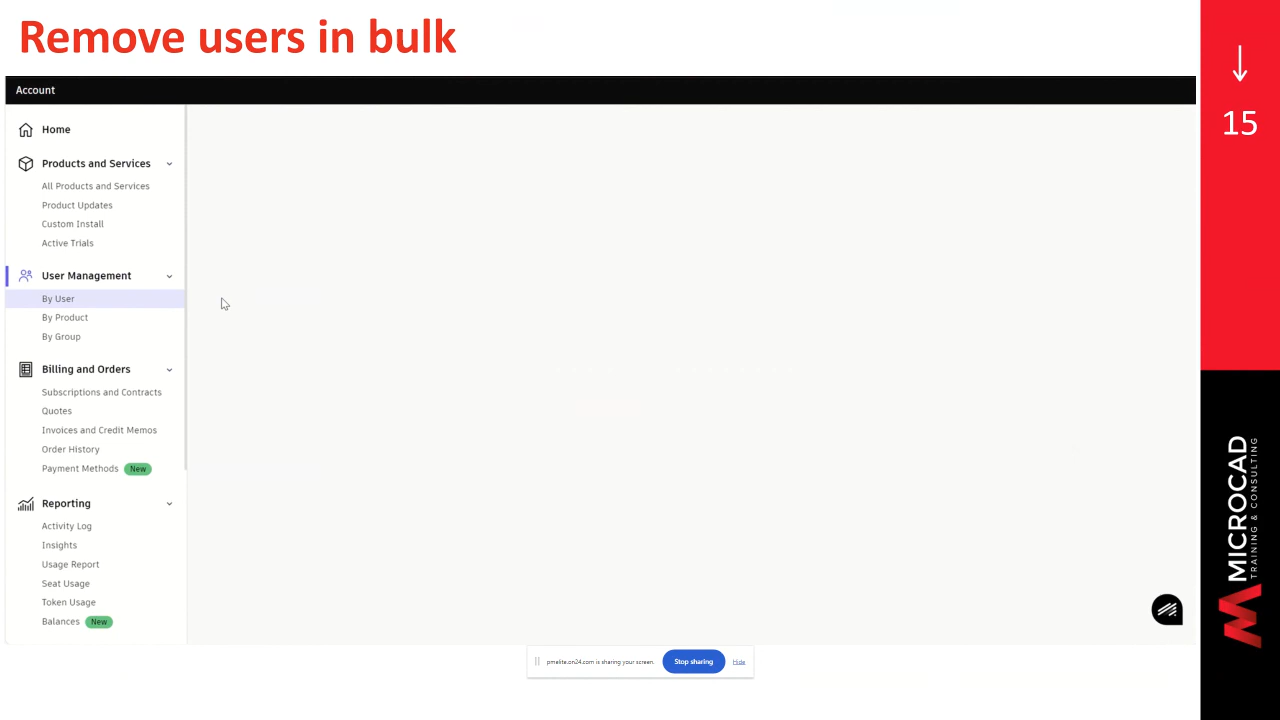 Remove users in bulk
15
Account
Home
Products and Services
All Products and Services
Product Updates
Custom Install
Active Trials
User Management
By User
By Product
By Group
Billing and Orders
Subscriptions and Contracts
Quotes
Invoices and Credit Memos
Order History
Payment Methods New
Reporting
Activity Log
Insights
Usage Report
Seat Usage
Token Usage
Balances New
pmelite.on24.com is sharing your screen. Stop sharing Hide
MICROCAD
TRAINING & CONSULTING